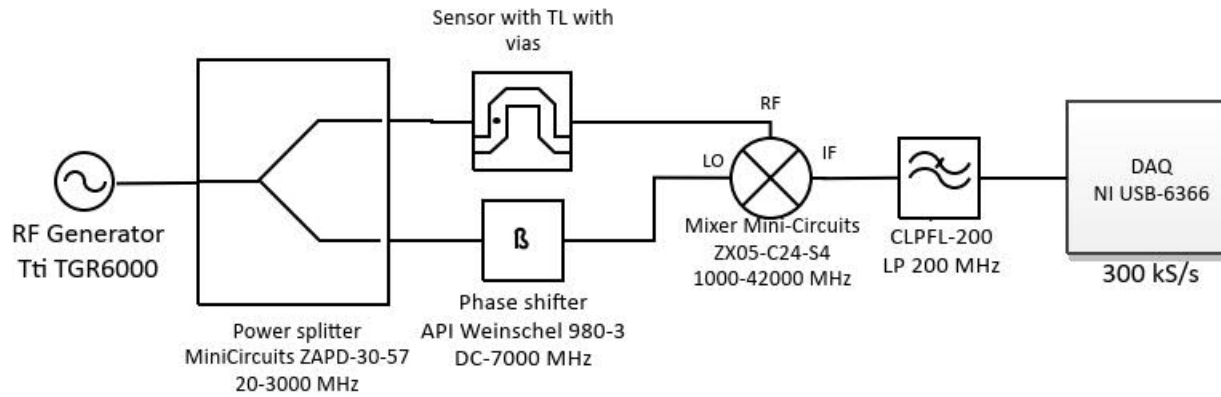 Sensor with TL with
vias
RF
LO
IF
DAQ
NI USB-6366
RF Generator
Tti TGR6000
ß
Mixer Mini-Circuits
ZX05-C24-S4
1000-42000 MHz
CLPFL-200
LP 200 MHz
300 kS/s
Power splitter
MiniCircuits ZAPD-30-57
20-3000 MHz
Phase shifter
API Weinschel 980-3
DC-7000 MHz